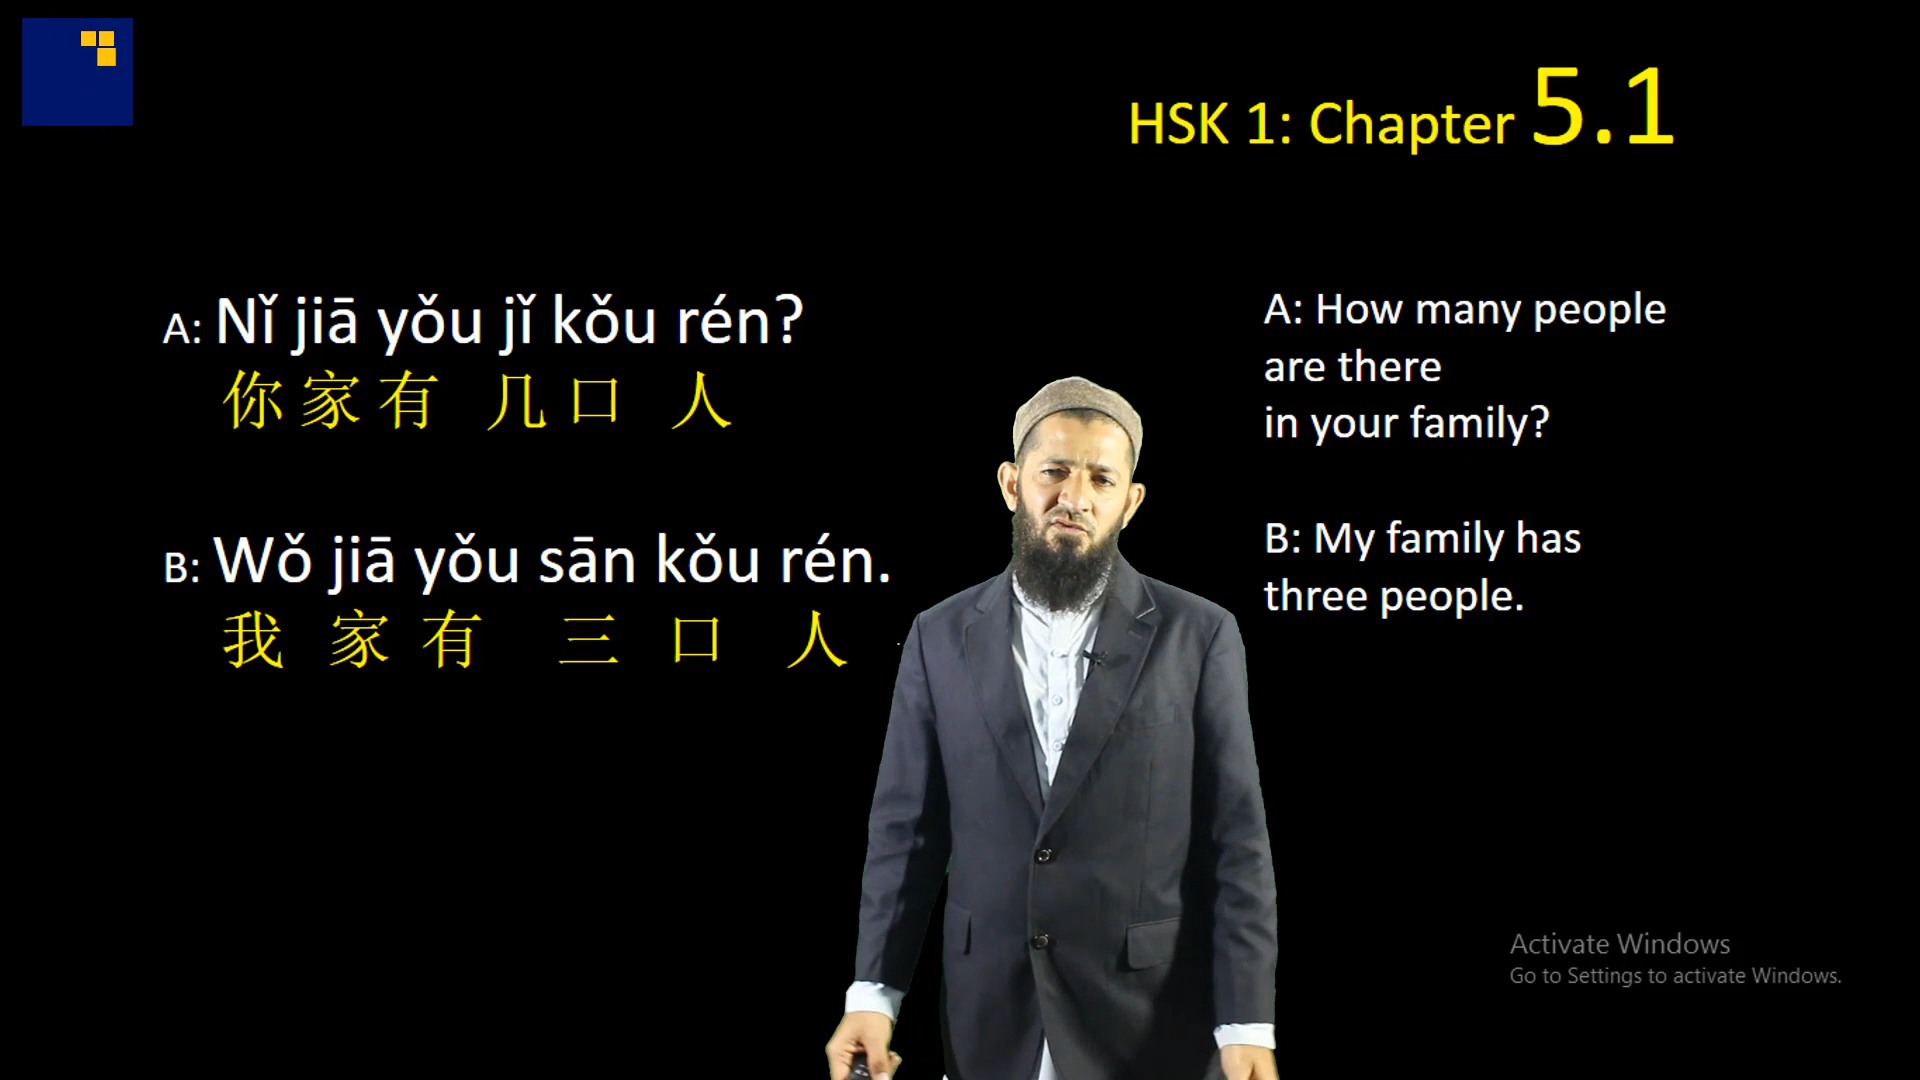 HSK 1: Chapter 5.1
A: Nǐ jiā yǒu jǐ kǒu rén?
你家有 几口 人
B: Wǒ jiā yǒu sān kǒu rén.
我 家 有 三 口 人
A: How many people
are there
in your family?
B: My family has
three people.
Activate Windows
Go to Settings to activate Windows.